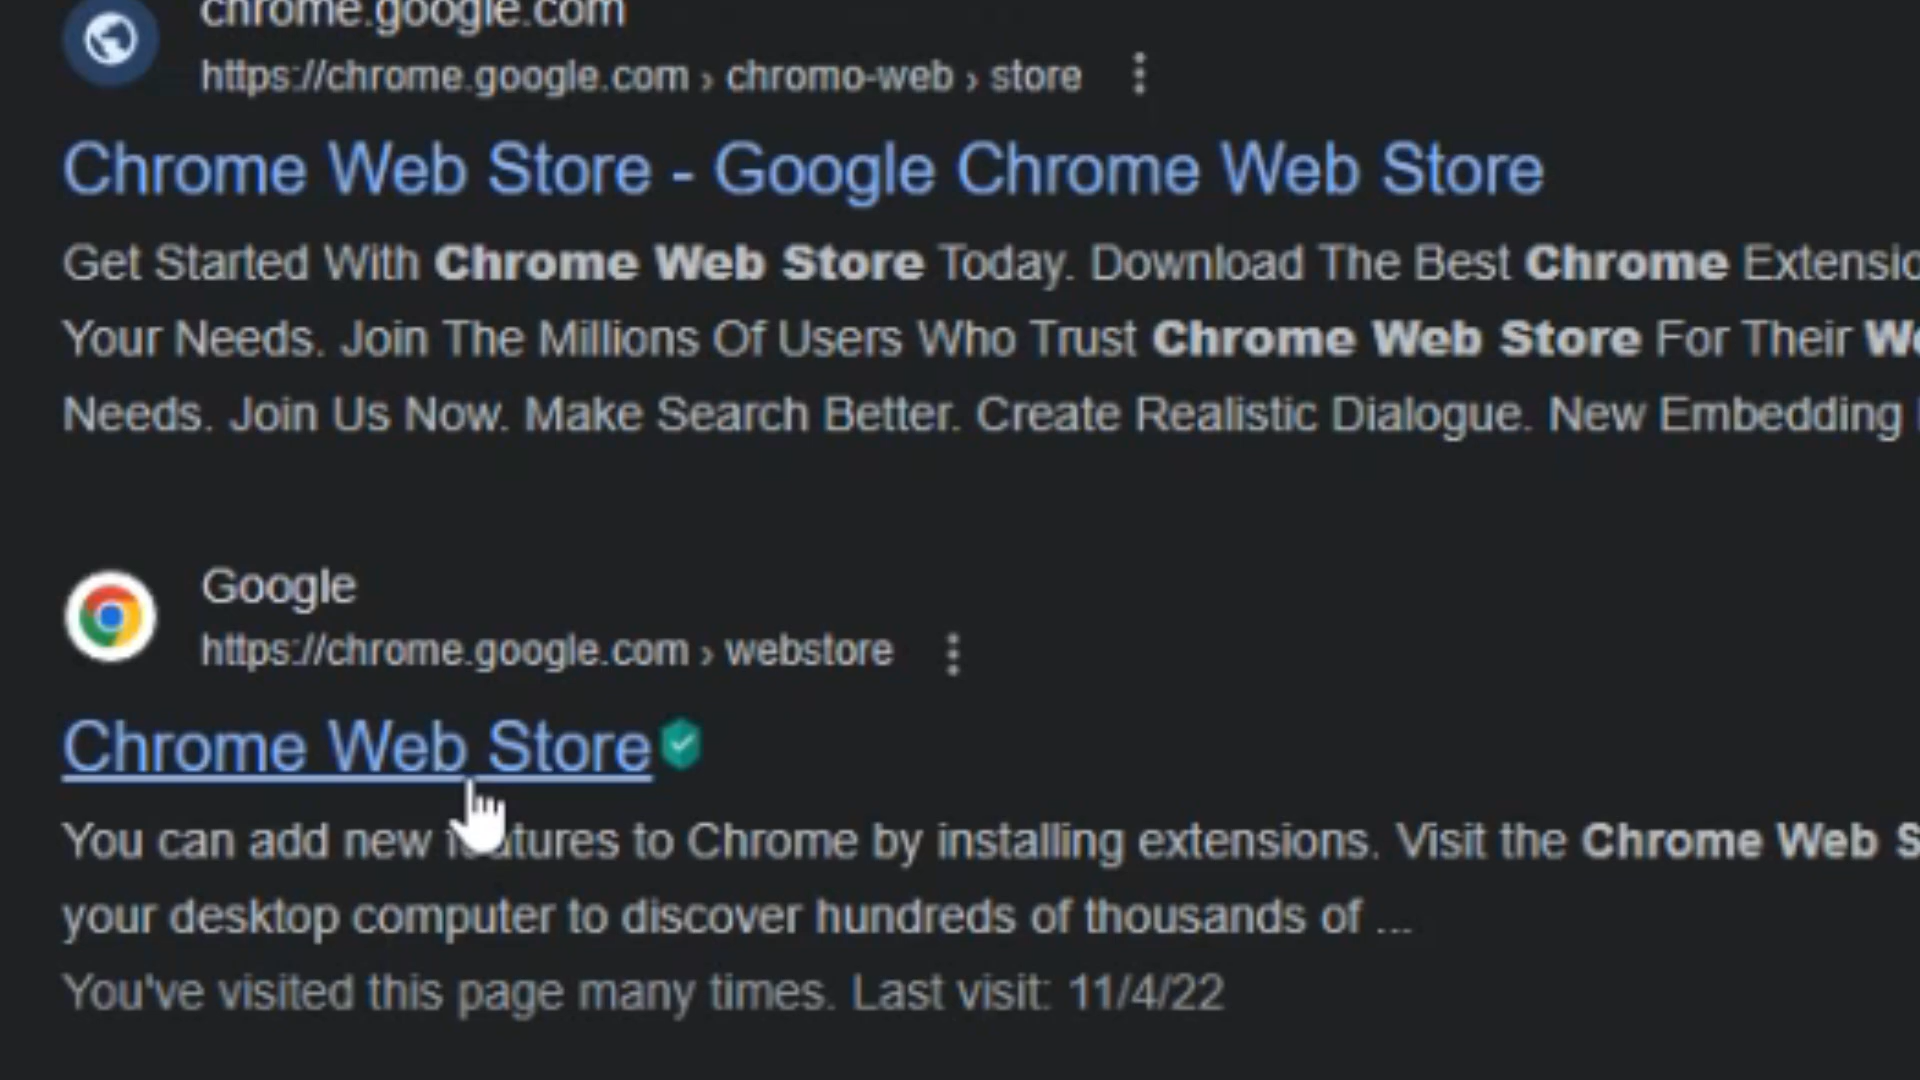 chrome.google.com
https://chrome.google.com › chromo-web › store
Chrome Web Store - Google Chrome Web Store
Get Started With Chrome Web Store Today. Download The Best Chrome
Your Needs. Join The Millions Of Users Who Trust Chrome Web Store For Their
Needs. Join Us Now. Make Search Better. Create Realistic Dialogue. New Embedding
Google
https://chrome.google.com › webstore
Chrome Web Store
You can add new features to Chrome by installing extensions. Visit the Chrome Web
your desktop computer to discover hundreds of thousands of ...
You've visited this page many times. Last visit: 11/4/22